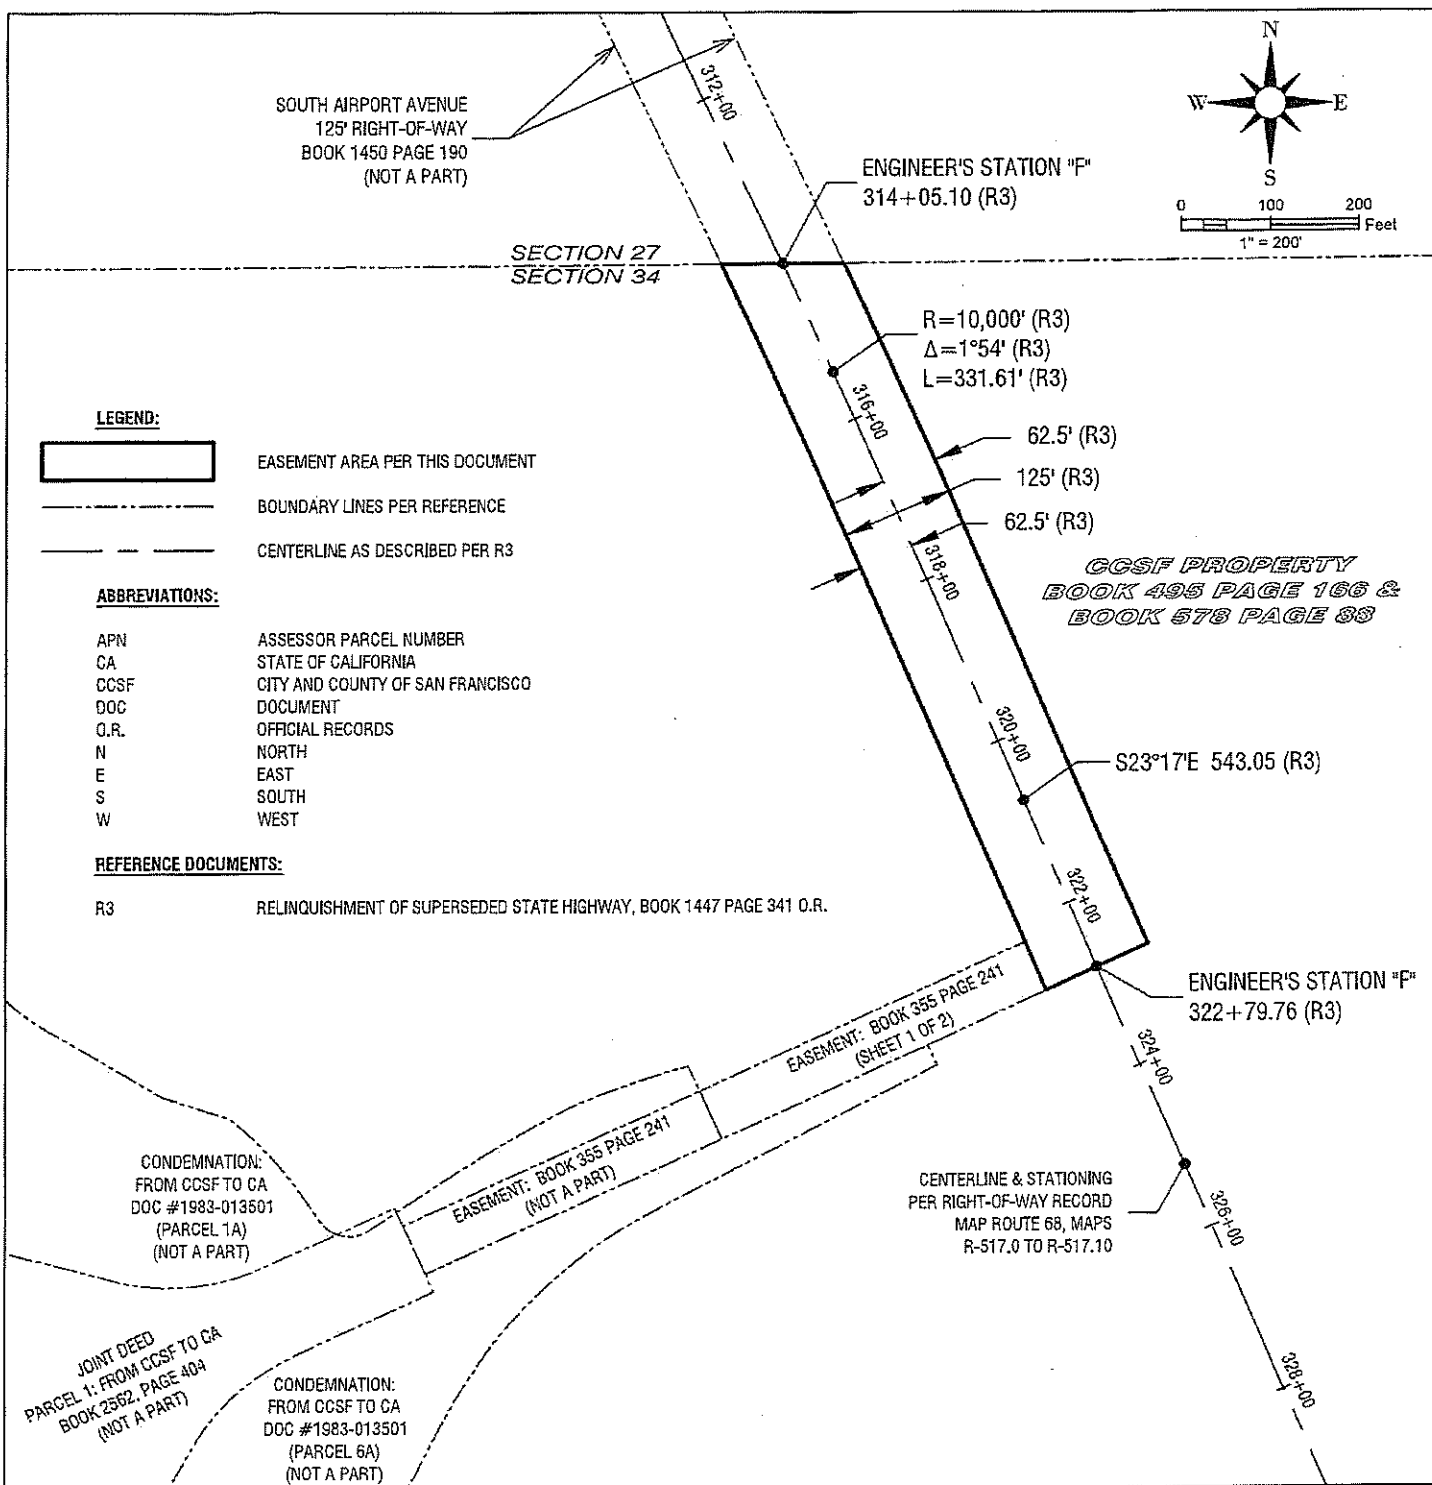 SOUTH AIRPORT AVENUE
125' RIGHT-OF-WAY
BOOK 1450 PAGE 190
(NOT A PART)
312+00
N
W
E
S
0 100 200
Feet
1" = 200'
ENGINEER'S STATION "F"
314+05.10 (R3)
SECTION 27
SECTION 34
R=10,000' (R3)
Δ=1°54' (R3)
L=331.61' (R3)
316+00
62.5' (R3)
125' (R3)
62.5' (R3)
318+00
CCSF PROPERTY
BOOK 495 PAGE 166 &
BOOK 578 PAGE 88
LEGEND:
EASEMENT AREA PER THIS DOCUMENT
BOUNDARY LINES PER REFERENCE
CENTERLINE AS DESCRIBED PER R3
ABBREVIATIONS:
APN ASSESSOR PARCEL NUMBER
CA STATE OF CALIFORNIA
CCSF CITY AND COUNTY OF SAN FRANCISCO
DOC DOCUMENT
O.R. OFFICIAL RECORDS
N NORTH
E EAST
S SOUTH
W WEST
REFERENCE DOCUMENTS:
R3 RELINQUISHMENT OF SUPERSEDED STATE HIGHWAY, BOOK 1447 PAGE 341 O.R.
320+00
S23°17'E 543.05 (R3)
322+00
ENGINEER'S STATION "F"
322+79.76 (R3)
EASEMENT: BOOK 355 PAGE 241
(SHEET 1 OF 2)
324+00
EASEMENT: BOOK 355 PAGE 241
(NOT A PART)
CONDEMNATION:
FROM CCSF TO CA
DOC #1983-013501
(PARCEL 1A)
(NOT A PART)
CENTERLINE & STATIONING
PER RIGHT-OF-WAY RECORD
MAP ROUTE 68, MAPS
R-517.0 TO R-517.10
326+00
JOINT DEED
PARCEL 1: FROM CCSF TO CA
BOOK 2562, PAGE 404
(NOT A PART)
328+00
CONDEMNATION:
FROM CCSF TO CA
DOC #1983-013501
(PARCEL 6A)
(NOT A PART)